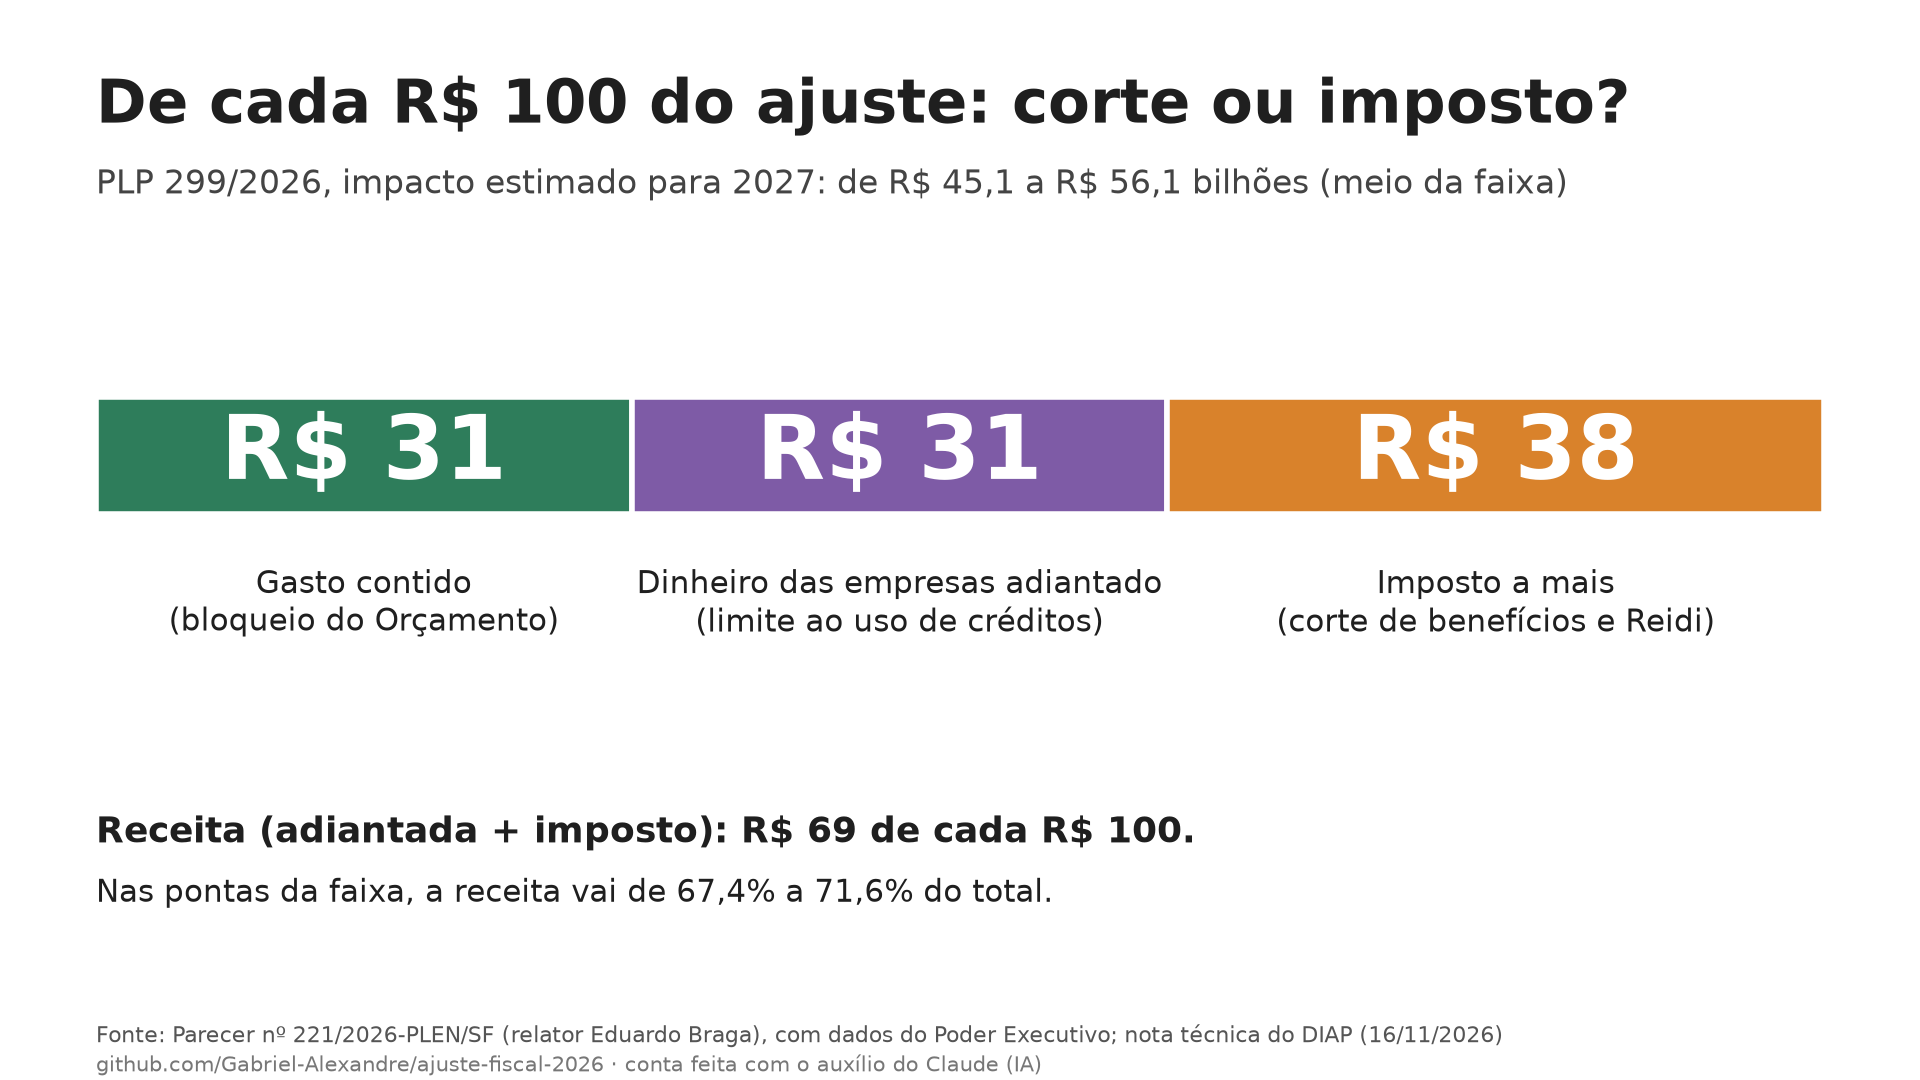 De cada R$ 100 do ajuste: corte ou imposto?
PLP 299/2026, impacto estimado para 2027: de R$ 45,1 a R$ 56,1 bilhões (meio da faixa)
R$ 31
R$ 31
R$ 38
Gasto contido
(bloqueio do Orçamento)
Dinheiro das empresas adiantado
(limite ao uso de créditos)
Imposto a mais
(corte de benefícios e Reidi)
Receita (adiantada + imposto): R$ 69 de cada R$ 100.
Nas pontas da faixa, a receita vai de 67,4% a 71,6% do total.
Fonte: Parecer nº 221/2026-PLEN/SF (relator Eduardo Braga), com dados do Poder Executivo; nota técnica do DIAP (16/11/2026)
github.com/Gabriel-Alexandre/ajuste-fiscal-2026 · conta feita com o auxílio do Claude (IA)